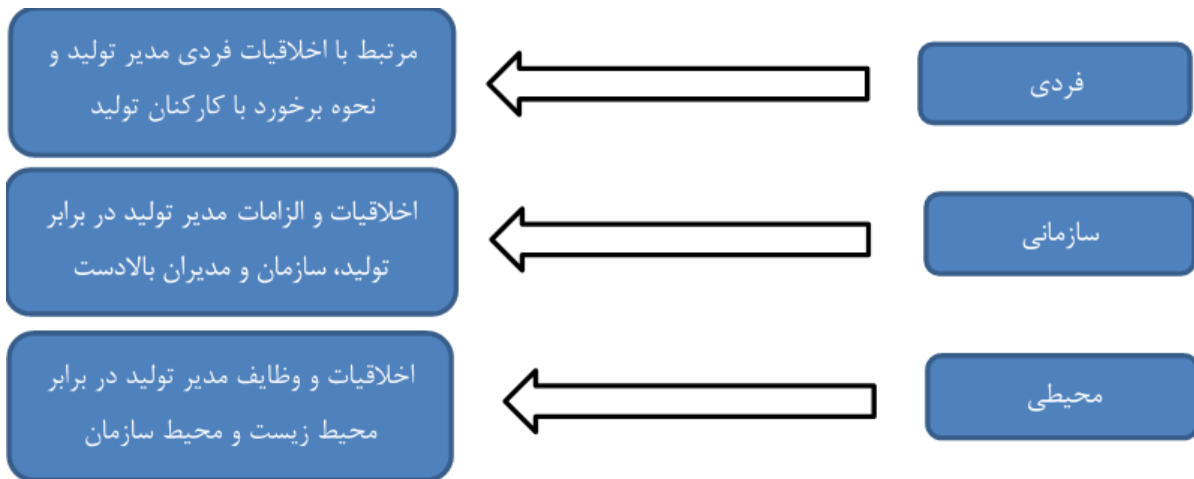 فردی
مرتبط با اخلاقیات فردی مدیر تولید و
نحوه برخورد با کارکنان تولید
سازمانی
اخلاقیات و الزامات مدیر تولید در برابر
تولید، سازمان و مدیران بالادست
محیطی
اخلاقیات و وظایف مدیر تولید در برابر
محیط زیست و محیط سازمان